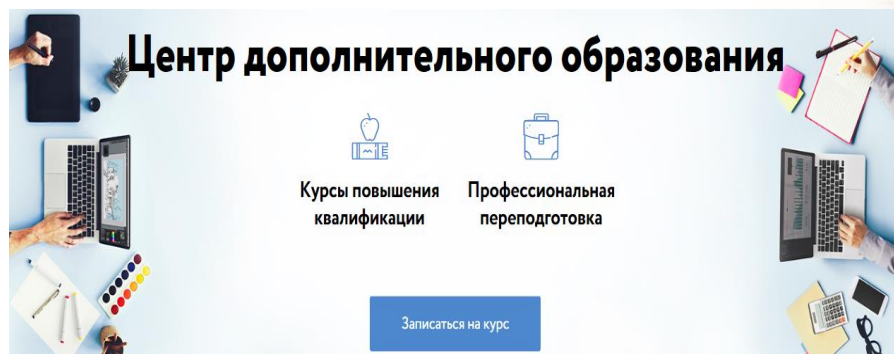 Центр дополнительного образования
Курсы повышения
квалификации
Профессиональная
переподготовка
Записаться на курс